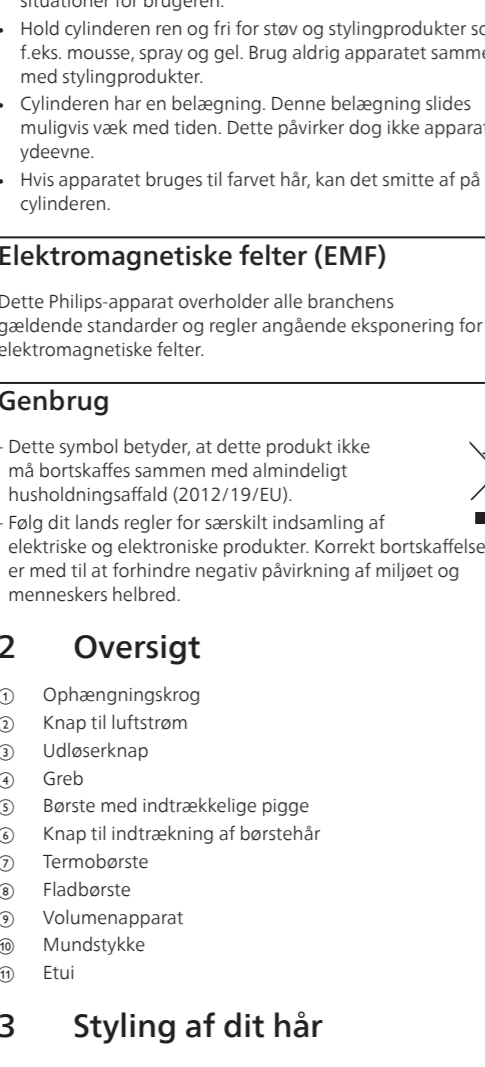 situationer for brugeren.
• Hold cylinderen ren og fri for støv og stylingprodukter
f.eks. mousse, spray og gel. Brug aldrig apparatet
med stylingprodukter.
• Cylinderen har en belægning. Denne belægning slides
muligvis væk med tiden. Dette påvirker dog ikke
ydeevne.
• Hvis apparatet bruges til farvet hår, kan det smitte af på
cylinderen.
Elektromagnetiske felter (EMF)
Dette Philips-apparat overholder alle branchens
gældende standarder og regler angående eksponering for
elektromagnetiske felter.
Genbrug
- Dette symbol betyder, at dette produkt ikke
må bortskaffes sammen med almindeligt
husholdningsaffald (2012/19/EU).
- Følg dit lands regler for særskilt indsamling af
elektriske og elektroniske produkter. Korrekt bortskaffelse
er med til at forhindre negativ påvirkning af miljøet og
menneskers helbred.
2 Oversigt
① Ophængningskrog
② Knap til luftstrøm
③ Udløserknap
④ Greb
⑤ Børste med indtrækkelige pigge
⑥ Knap til indtrækning af børstehår
⑦ Termobørste
⑧ Fladbørste
⑨ Volumenapparat
⑩ Mundstykke
⑪ Etui
3 Styling af dit hår